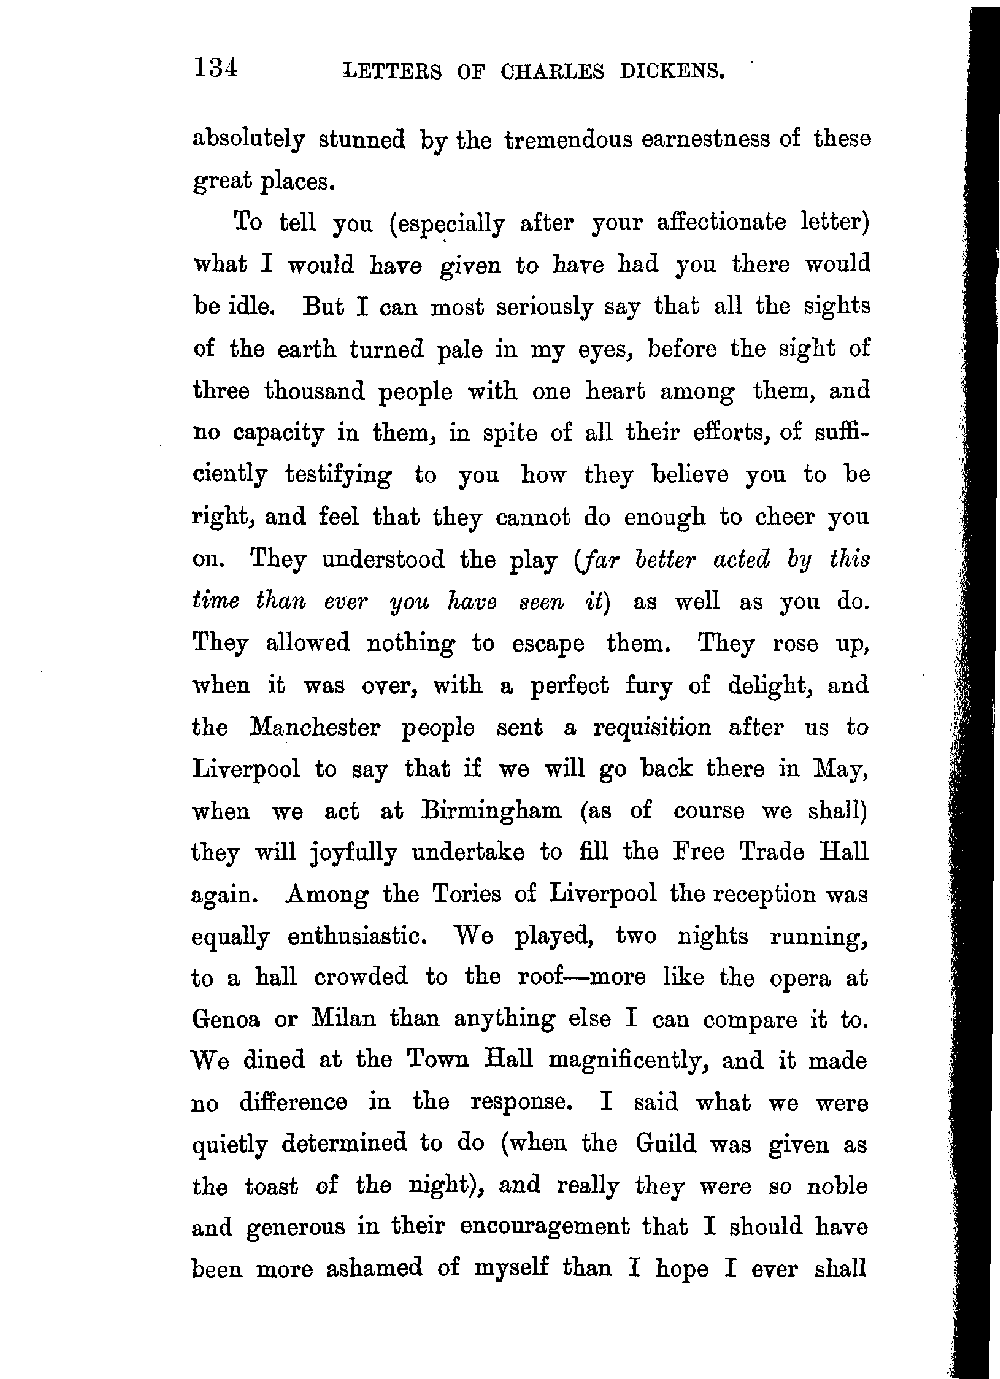 134 LETTERS OF CHARLES DICKENS.
absolutely stunned by the tremendous earnestness of these
great places.
To tell you (especially after your affectionate letter)
what I would have given to have had you there would
be idle. But I can most seriously say that all the sights
of the earth turned pale in my eyes, before the sight of
three thousand people with one heart among them, and
no capacity in them, in spite of all their efforts, of suffi-
ciently testifying to you how they believe you to be
right, and feel that they cannot do enough to cheer you
on. They understood the play (far better acted by this
time than ever you have seen it) as well as you do.
They allowed nothing to escape them. They rose up,
when it was over, with a perfect fury of delight, and
the Manchester people sent a requisition after us to
Liverpool to say that if we will go back there in May,
when we act at Birmingham (as of course we shall)
they will joyfully undertake to fill the Free Trade Hall
again. Among the Tories of Liverpool the reception was
equally enthusiastic. We played, two nights running,
to a hall crowded to the roof—more like the opera at
Genoa or Milan than anything else I can compare it to.
We dined at the Town Hall magnificently, and it made
no difference in the response. I said what we were
quietly determined to do (when the Guild was given as
the toast of the night), and really they were so noble
and generous in their encouragement that I should have
been more ashamed of myself than I hope I ever shall